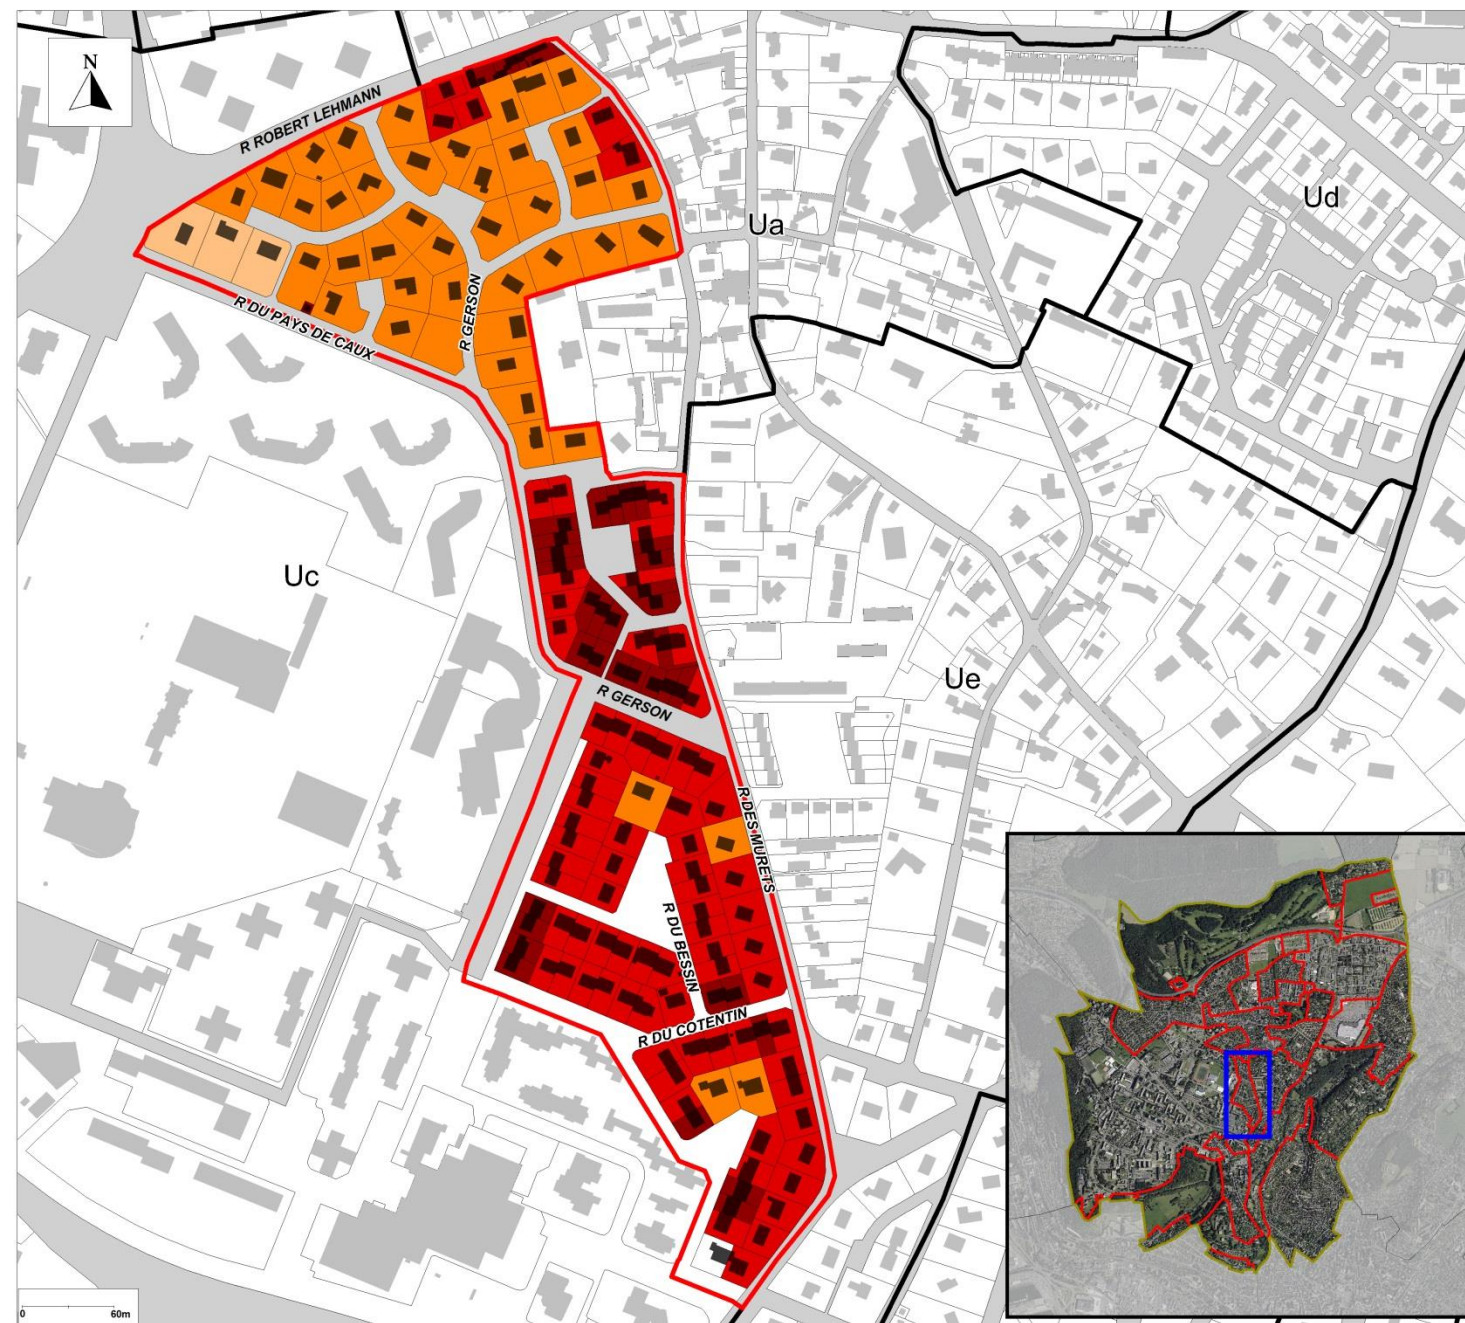 N
R ROBERT LEHMANN
Ud
Ua
R GERSON
R DU PAYS DE CAUX
Uc
Ue
R GERSON
R DES MURETS
R DU BESSIN
R DU COTENTIN
0 60m